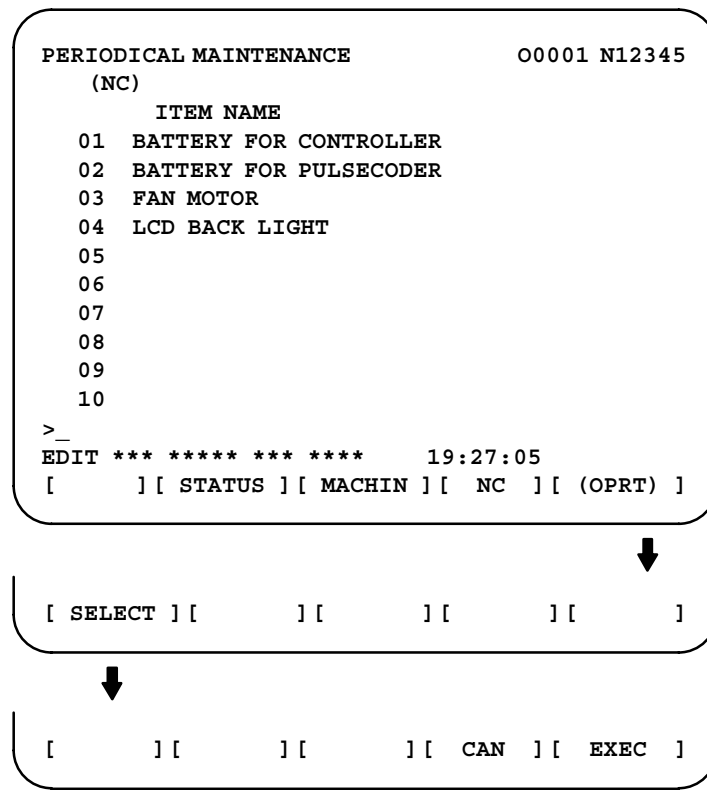 PERIODICAL MAINTENANCE O0001 N12345
(NC)
ITEM NAME
01 BATTERY FOR CONTROLLER
02 BATTERY FOR PULSECODER
03 FAN MOTOR
04 LCD BACK LIGHT
05
06
07
08
09
10
>_
EDIT *** ***** *** **** 19:27:05
[ ][ STATUS ][ MACHIN ][ NC ][ (OPRT) ]
[ SELECT ][ ][ ][ ][ ]
[ ][ ][ ][ CAN ][ EXEC ]